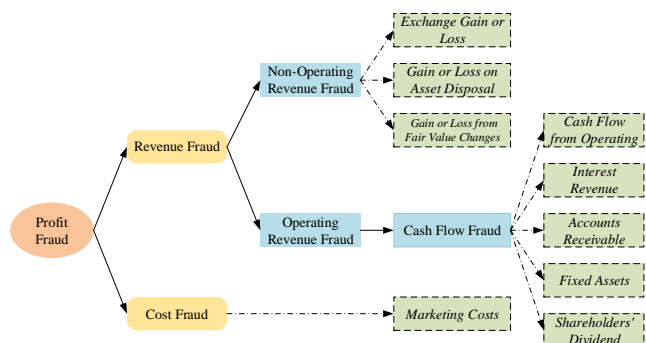 Exchange Gain or
Loss
Non-Operating
Revenue Fraud
Gain or Loss on
Asset Disposal
Gain or Loss from
Fair Value Changes
Cash Flow
from Operating
Revenue Fraud
Interest
Revenue
Profit
Fraud
Operating
Revenue Fraud
Cash Flow Fraud
Accounts
Receivable
Fixed Assets
Cost Fraud
Marketing Costs
Shareholders'
Dividend